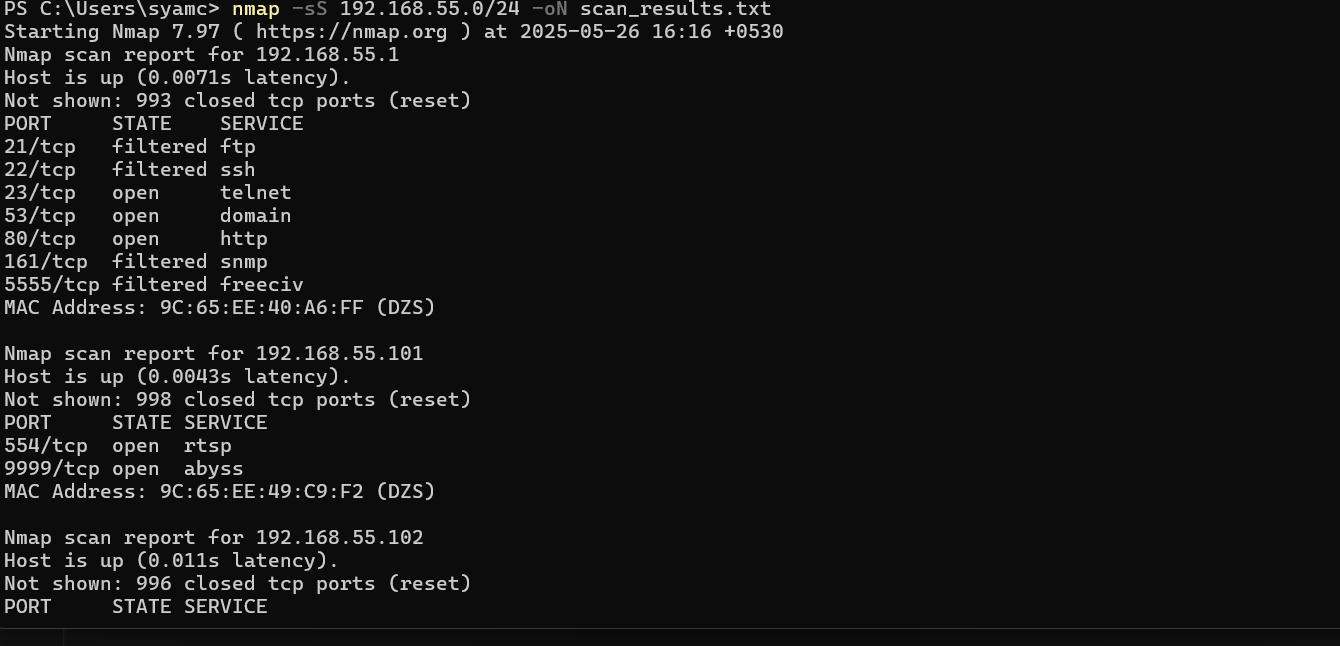 PS C:\Users\syamc> nmap -sS 192.168.55.0/24 -oN scan_results.txt
Starting Nmap 7.97 ( https://nmap.org ) at 2025-05-26 16:16 +0530
Nmap scan report for 192.168.55.1
Host is up (0.0071s latency).
Not shown: 993 closed tcp ports (reset)
PORT     STATE    SERVICE
21/tcp   filtered ftp
22/tcp   filtered ssh
23/tcp   open     telnet
53/tcp   open     domain
80/tcp   open     http
161/tcp  filtered snmp
5555/tcp filtered freeciv
MAC Address: 9C:65:EE:40:A6:FF (DZS)

Nmap scan report for 192.168.55.101
Host is up (0.0043s latency).
Not shown: 998 closed tcp ports (reset)
PORT     STATE SERVICE
554/tcp  open  rtsp
9999/tcp open  abyss
MAC Address: 9C:65:EE:49:C9:F2 (DZS)

Nmap scan report for 192.168.55.102
Host is up (0.011s latency).
Not shown: 996 closed tcp ports (reset)
PORT     STATE SERVICE